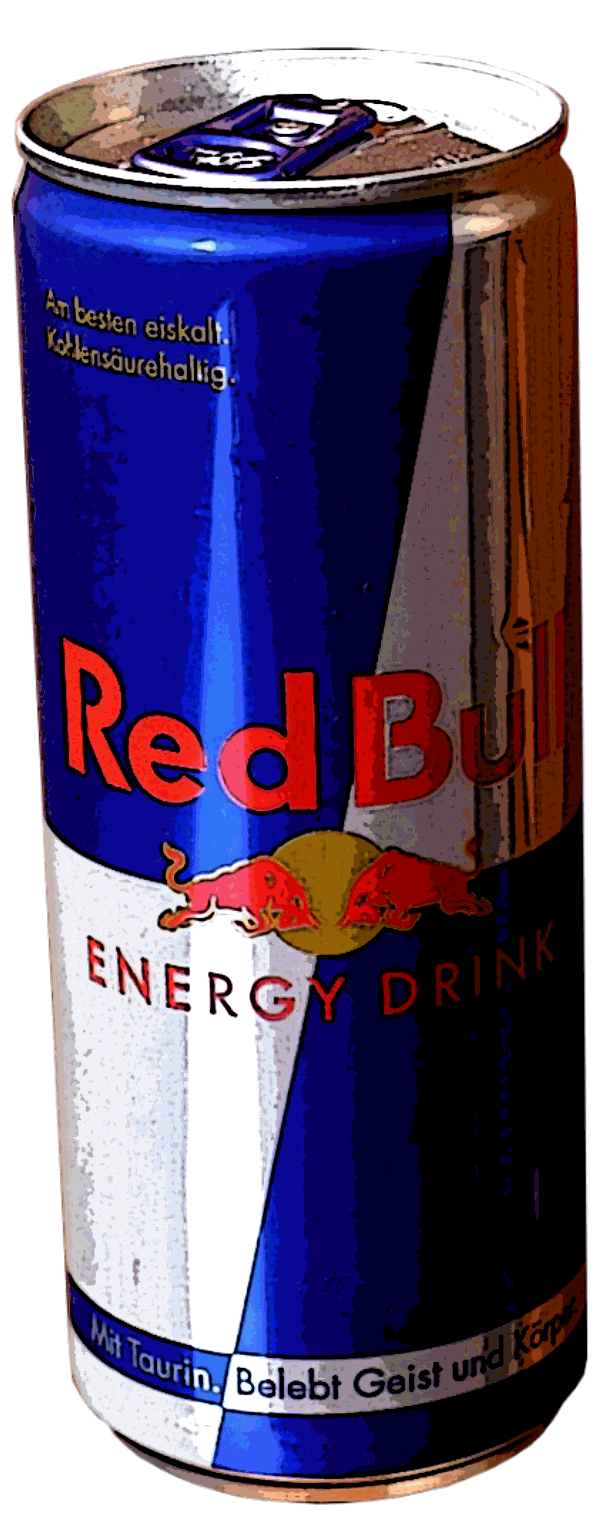 Am besten eiskalt.
Kohlensäurehaltig.
Red Bull
ENERGY DRINK
Mit Taurin. Belebt Geist und Körper.